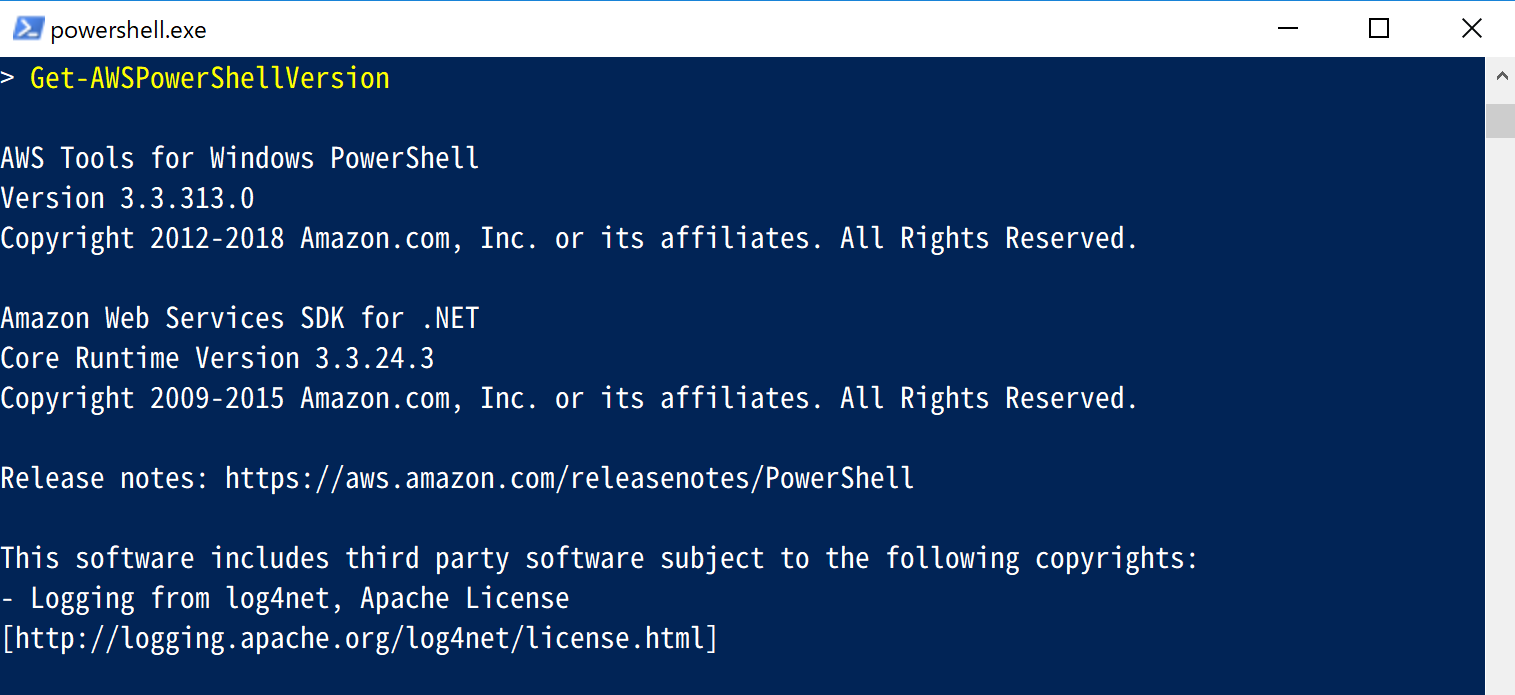 powershell.exe
> Get-AWSPowerShellVersion
AWS Tools for Windows PowerShell
Version 3.3.313.0
Copyright 2012-2018 Amazon.com, Inc. or its affiliates. All Rights Reserved.
Amazon Web Services SDK for .NET
Core Runtime Version 3.3.24.3
Copyright 2009-2015 Amazon.com, Inc. or its affiliates. All Rights Reserved.
Release notes: https://aws.amazon.com/releasenotes/PowerShell
This software includes third party software subject to the following copyrights:
- Logging from log4net, Apache License
[http://logging.apache.org/log4net/license.html]